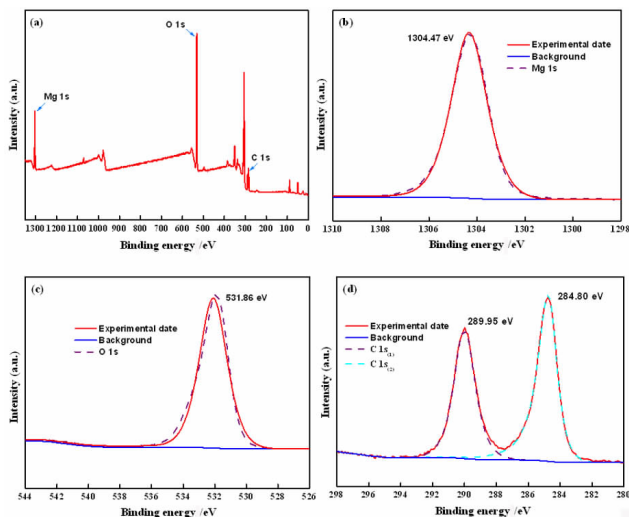 (a)
O 1s
Mg 1s
C 1s
Intensity (a.u.)
1300 1200 1100 1000 900 800 700 600 500 400 300 200 100 0
Binding energy /eV
(b)
1304.47 eV
Experimental date
Background
Mg 1s
Intensity (a.u.)
1310 1308 1306 1304 1302 1300 1298
Binding energy /eV
(c)
531.86 eV
Experimental date
Background
O 1s
Intensity (a.u.)
544 542 540 538 536 534 532 530 528 526
Binding energy /eV
(d)
284.80 eV
289.95 eV
Experimental date
Background
C 1s(1)
C 1s(2)
Intensity (a.u.)
298 296 294 292 290 288 286 284 282 280
Binding energy /eV